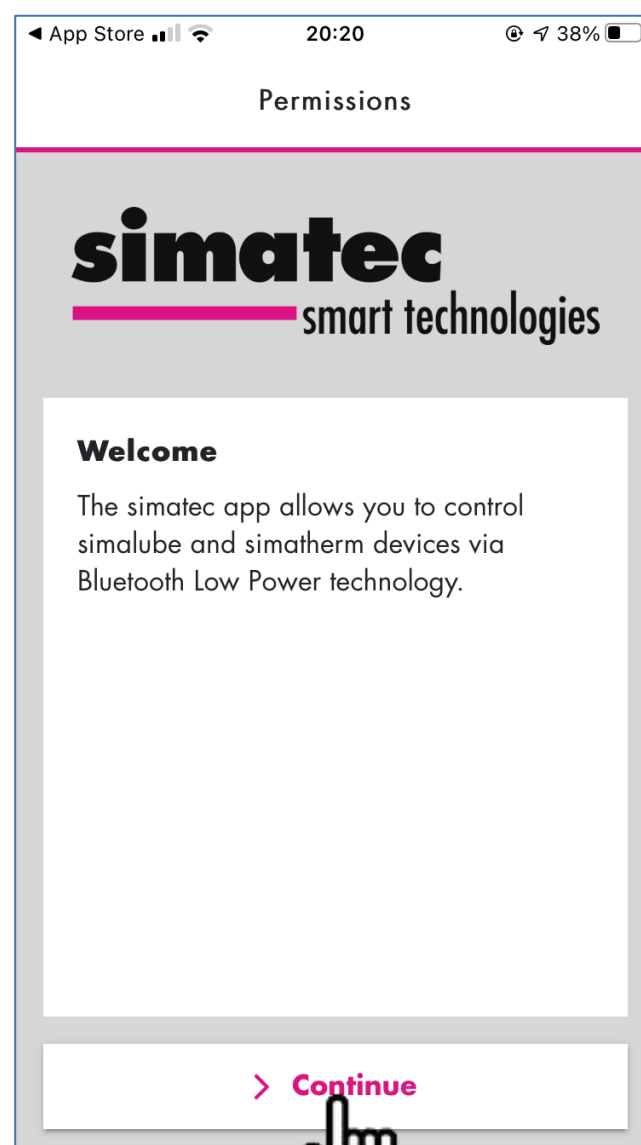 App Store 20:20 38%
Permissions
simatec
smart technologies
Welcome
The simatec app allows you to control
simalube and simatherm devices via
Bluetooth Low Power technology.
Continue